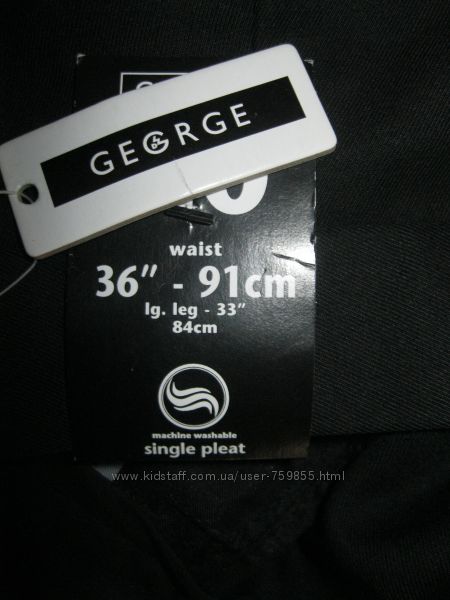 GEORGE
waist
36" - 91cm
lg. leg - 33"
84cm
machine washable
single pleat
www.kidstaff.com.ua/user-759855.html